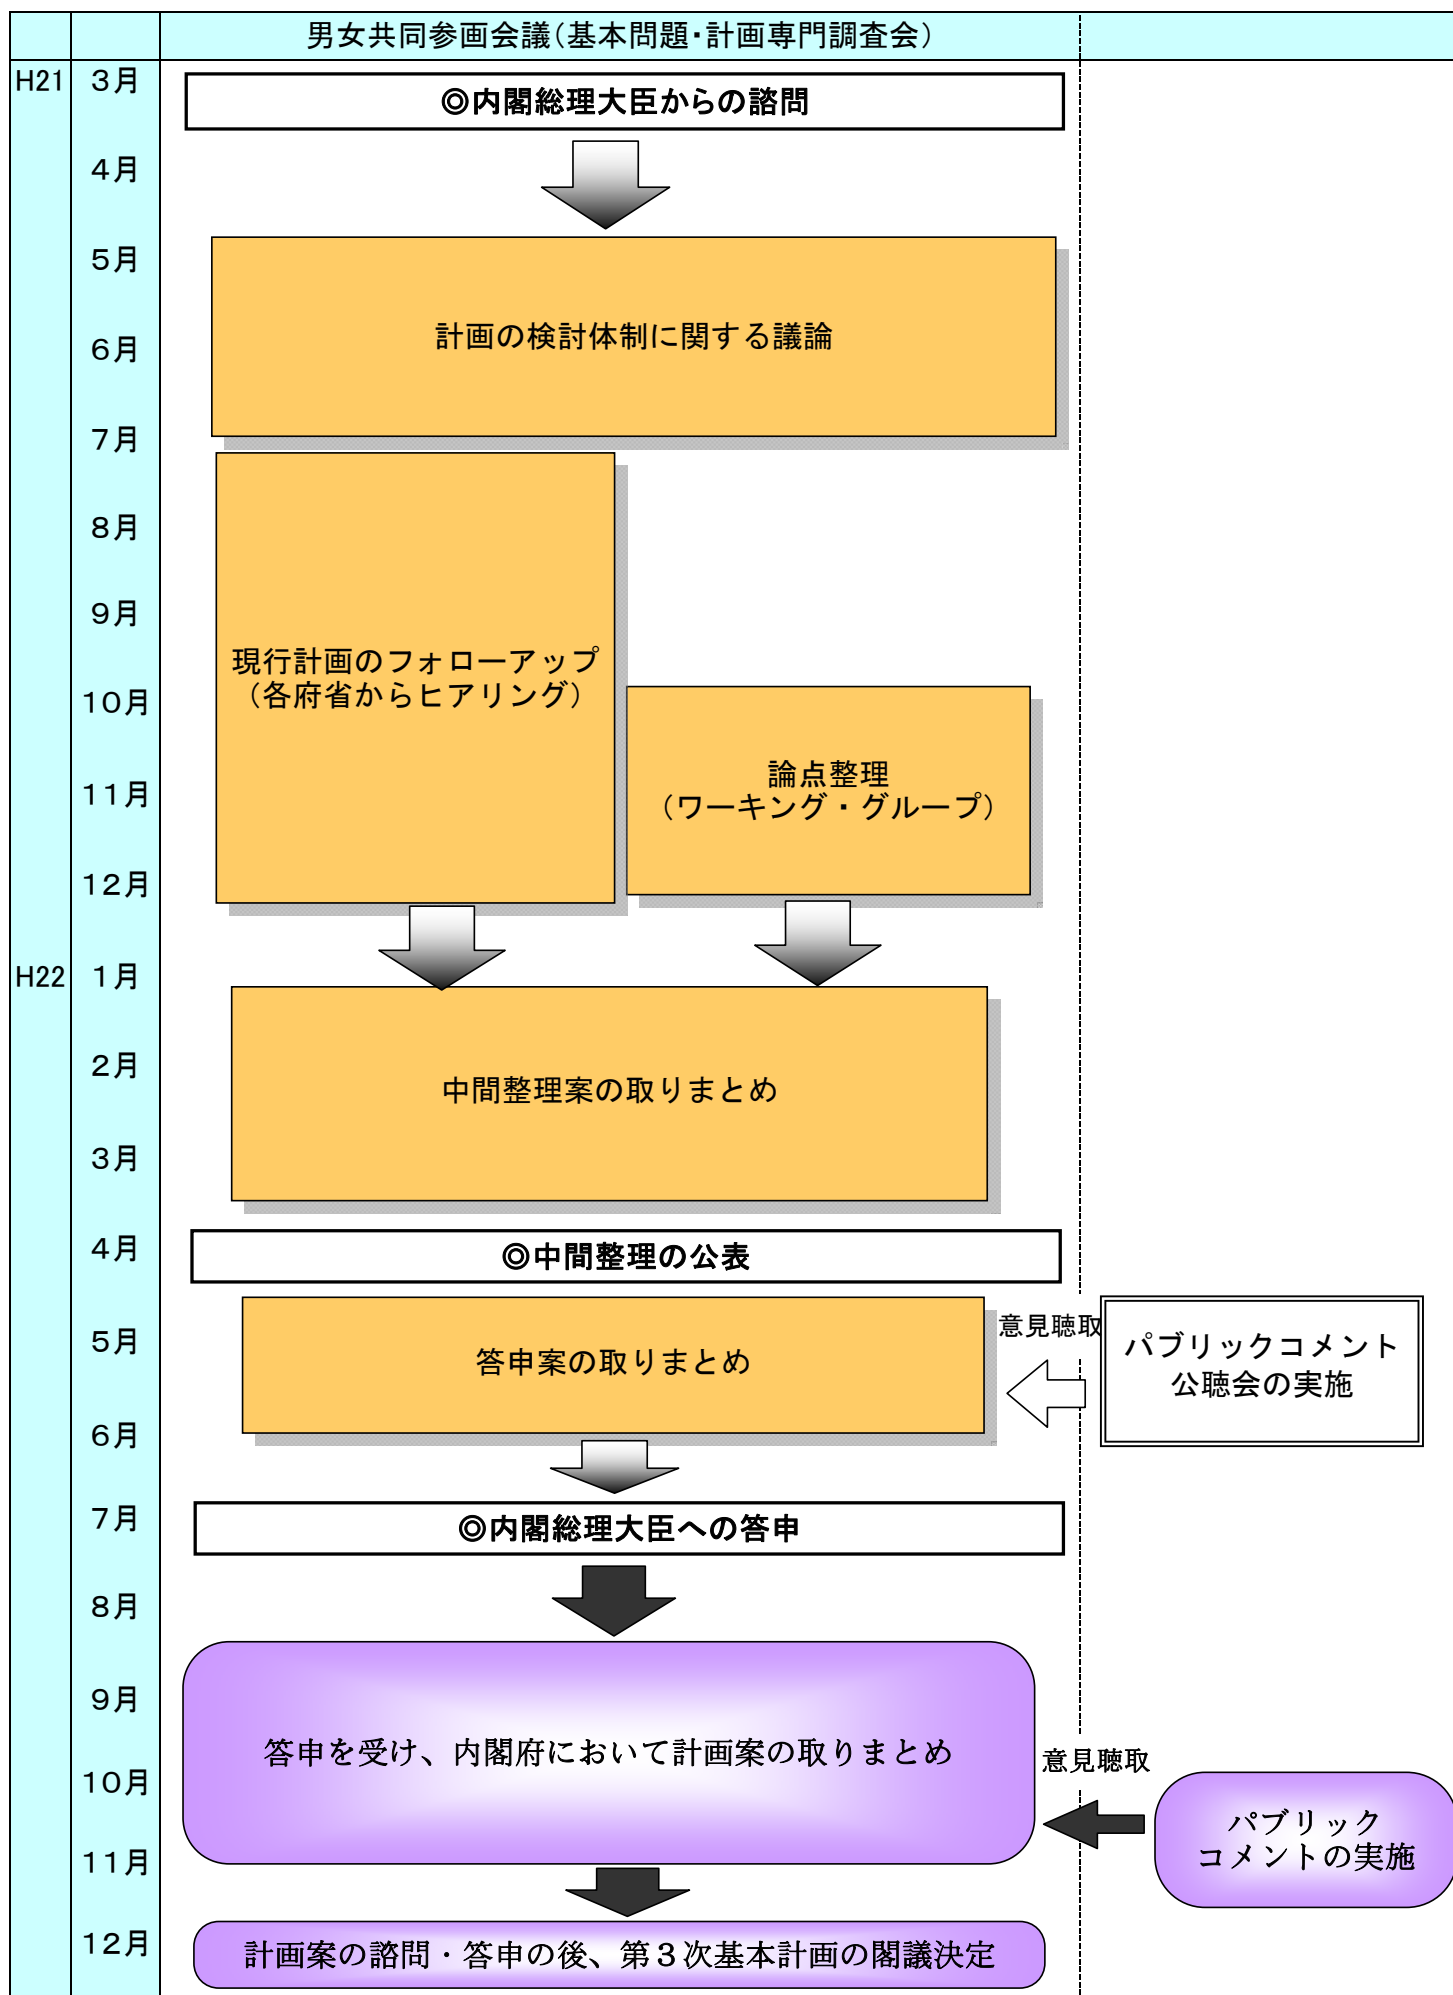 男女共同参画会議（基本問題・計画専門調査会）
H21
３月
◎内閣総理大臣からの諮問
４月
５月
計画の検討体制に関する議論
６月
７月
８月
９月
現行計画のフォローアップ
（各府省からヒアリング）
10月
論点整理
（ワーキング・グループ）
11月
12月
H22
１月
２月
中間整理案の取りまとめ
３月
４月
◎中間整理の公表
５月
答申案の取りまとめ
意見聴取
パブリックコメント
公聴会の実施
６月
７月
◎内閣総理大臣への答申
８月
９月
答申を受け、内閣府において計画案の取りまとめ
意見聴取
10月
パブリック
コメントの実施
11月
12月
計画案の諮問・答申の後、第３次基本計画の閣議決定